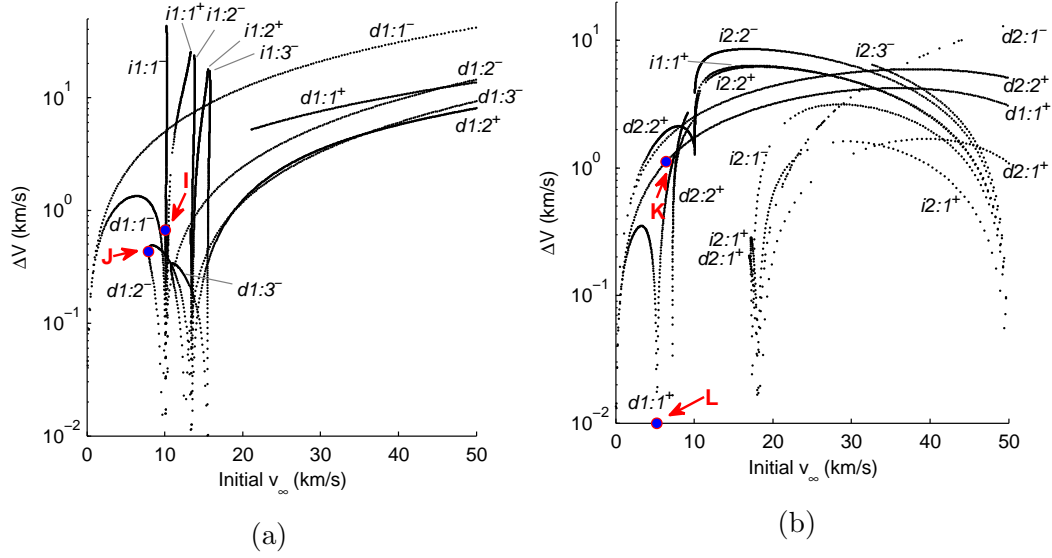 i1:1⁺
i1:2⁻
i1:2⁺
i1:3⁻
i1:1⁻
d1:1⁻
d1:1⁺
d1:2⁻
d1:3⁻
d1:2⁺
d1:1⁻
I
J
d1:2⁻
d1:3⁻
10¹
10⁰
10⁻¹
10⁻²
ΔV (km/s)
0 10 20 30 40 50
Initial v∞ (km/s)
(a)
i2:2⁻
i2:3⁻
d2:1⁻
i1:1⁺
i2:2⁺
d2:2⁺
d1:1⁺
d2:2⁺
i2:1⁻
d2:1⁺
K
d2:2⁺
i2:1⁺
i2:1⁺
d2:1⁺
d1:1⁺
L
10¹
10⁰
10⁻¹
10⁻²
ΔV (km/s)
0 10 20 30 40 50
Initial v∞ (km/s)
(b)